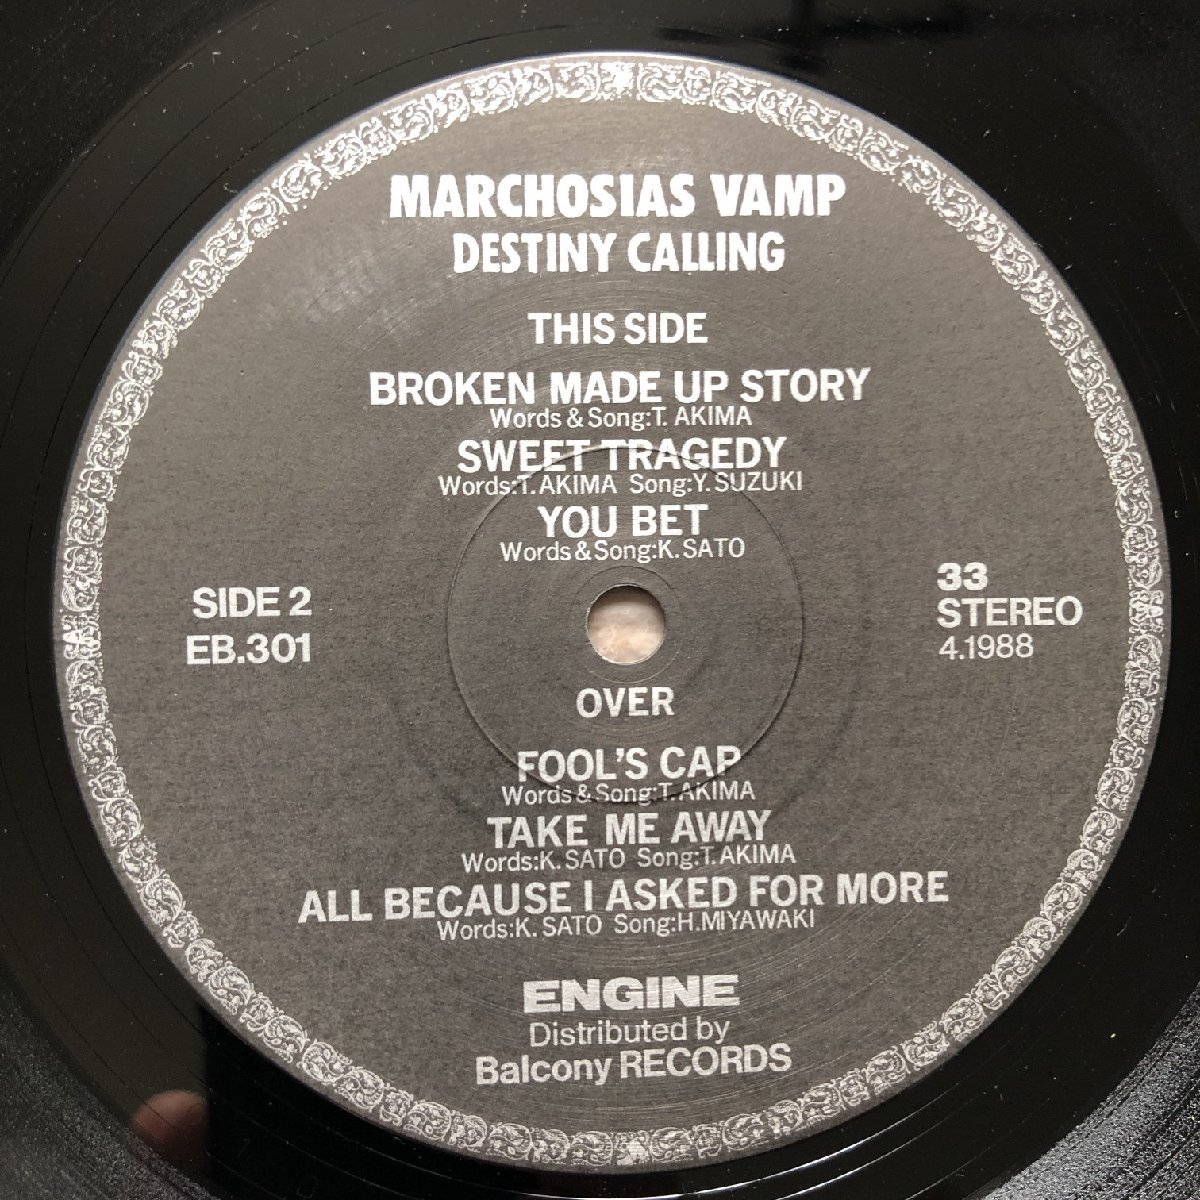 MARCHOSIAS VAMP
DESTINY CALLING
THIS SIDE
BROKEN MADE UP STORY
Words & Song:T. AKIMA
SWEET TRAGEDY
Words:T. AKIMA Song:Y. SUZUKI
YOU BET
Words & Song:K. SATO
SIDE 2
EB.301
33
STEREO
4.1988
OVER
FOOL'S CAP
Words & Song:T. AKIMA
TAKE ME AWAY
Words:K. SATO Song:T. AKIMA
ALL BECAUSE I ASKED FOR MORE
Words:K. SATO Song:H. MIYAWAKI
ENGINE
Distributed by
Balcony RECORDS